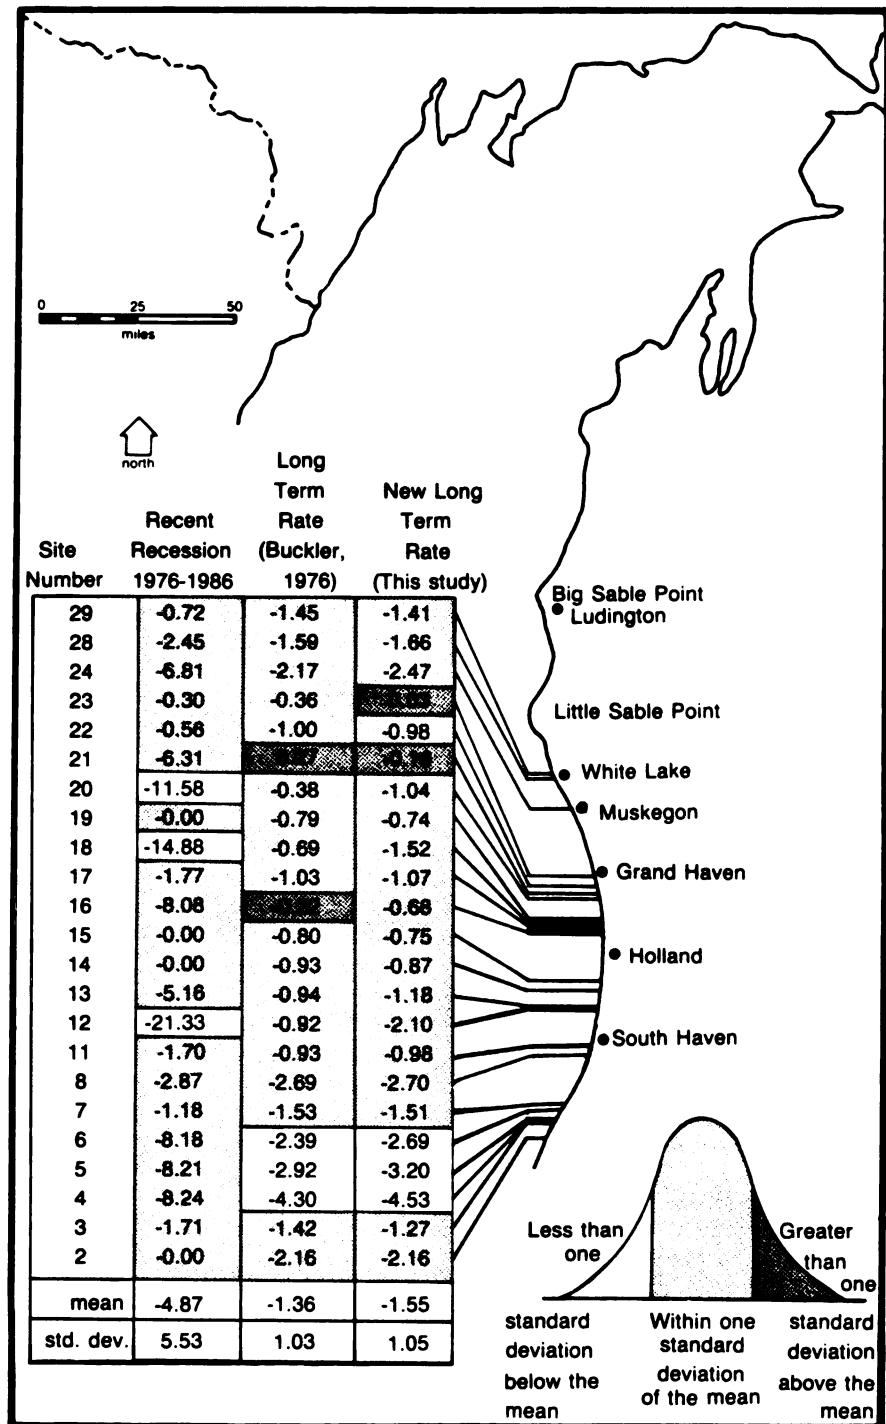 0 25 50
miles
north
Site
Number
Recent
Recession
1976-1986
Long
Term
Rate
(Buckler,
1976)
New Long
Term
Rate
(This study)
29 -0.72 -1.45 -1.41
28 -2.45 -1.59 -1.66
24 -6.81 -2.17 -2.47
23 -0.30 -0.36
22 -0.56 -1.00 -0.98
21 -6.31
20 -11.58 -0.38 -1.04
19 -0.00 -0.79 -0.74
18 -14.88 -0.69 -1.52
17 -1.77 -1.03 -1.07
16 -8.08 -0.68
15 -0.00 -0.80 -0.75
14 -0.00 -0.93 -0.87
13 -5.16 -0.94 -1.18
12 -21.33 -0.92 -2.10
11 -1.70 -0.93 -0.98
8 -2.87 -2.69 -2.70
7 -1.18 -1.53 -1.51
6 -8.18 -2.39 -2.69
5 -8.21 -2.92 -3.20
4 -8.24 -4.30 -4.53
3 -1.71 -1.42 -1.27
2 -0.00 -2.16 -2.16
mean -4.87 -1.36 -1.55
std. dev. 5.53 1.03 1.05
Big Sable Point
Ludington
Little Sable Point
White Lake
Muskegon
Grand Haven
Holland
South Haven
Less than
one
standard
deviation
below the
mean
Within one
standard
deviation
of the mean
Greater
than
one
standard
deviation
above the
mean